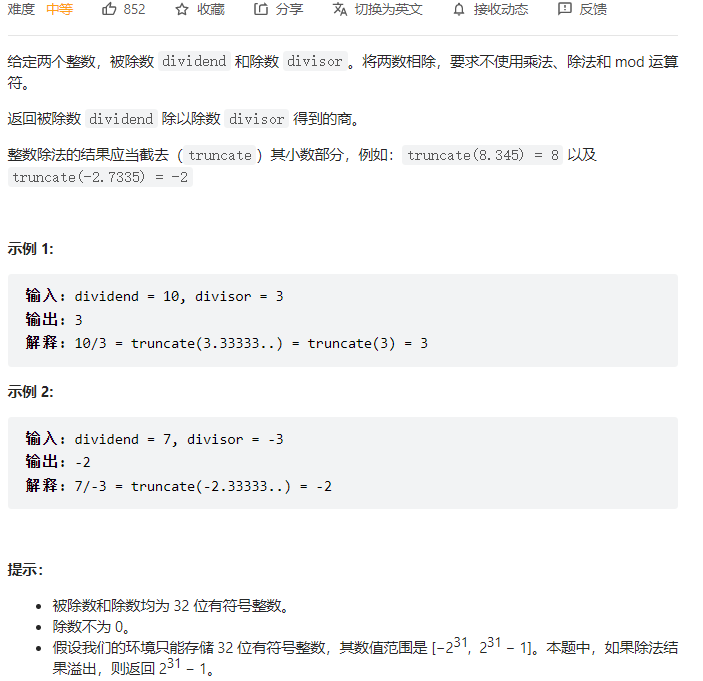 难度 中等 852 收藏 分享 切换为英文 接收动态 反馈
给定两个整数，被除数 dividend 和除数 divisor。将两数相除，要求不使用乘法、除法和 mod 运算
符。
返回被除数 dividend 除以除数 divisor 得到的商。
整数除法的结果应当截去（truncate）其小数部分，例如：truncate(8.345) = 8 以及
truncate(-2.7335) = -2
示例 1:
输入: dividend = 10, divisor = 3
输出: 3
解释: 10/3 = truncate(3.33333..) = truncate(3) = 3
示例 2:
输入: dividend = 7, divisor = -3
输出: -2
解释: 7/-3 = truncate(-2.33333..) = -2
提示：
• 被除数和除数均为 32 位有符号整数。
• 除数不为 0。
• 假设我们的环境只能存储 32 位有符号整数，其数值范围是 [−2³¹, 2³¹ − 1]。本题中，如果除法结
果溢出，则返回 2³¹ − 1。